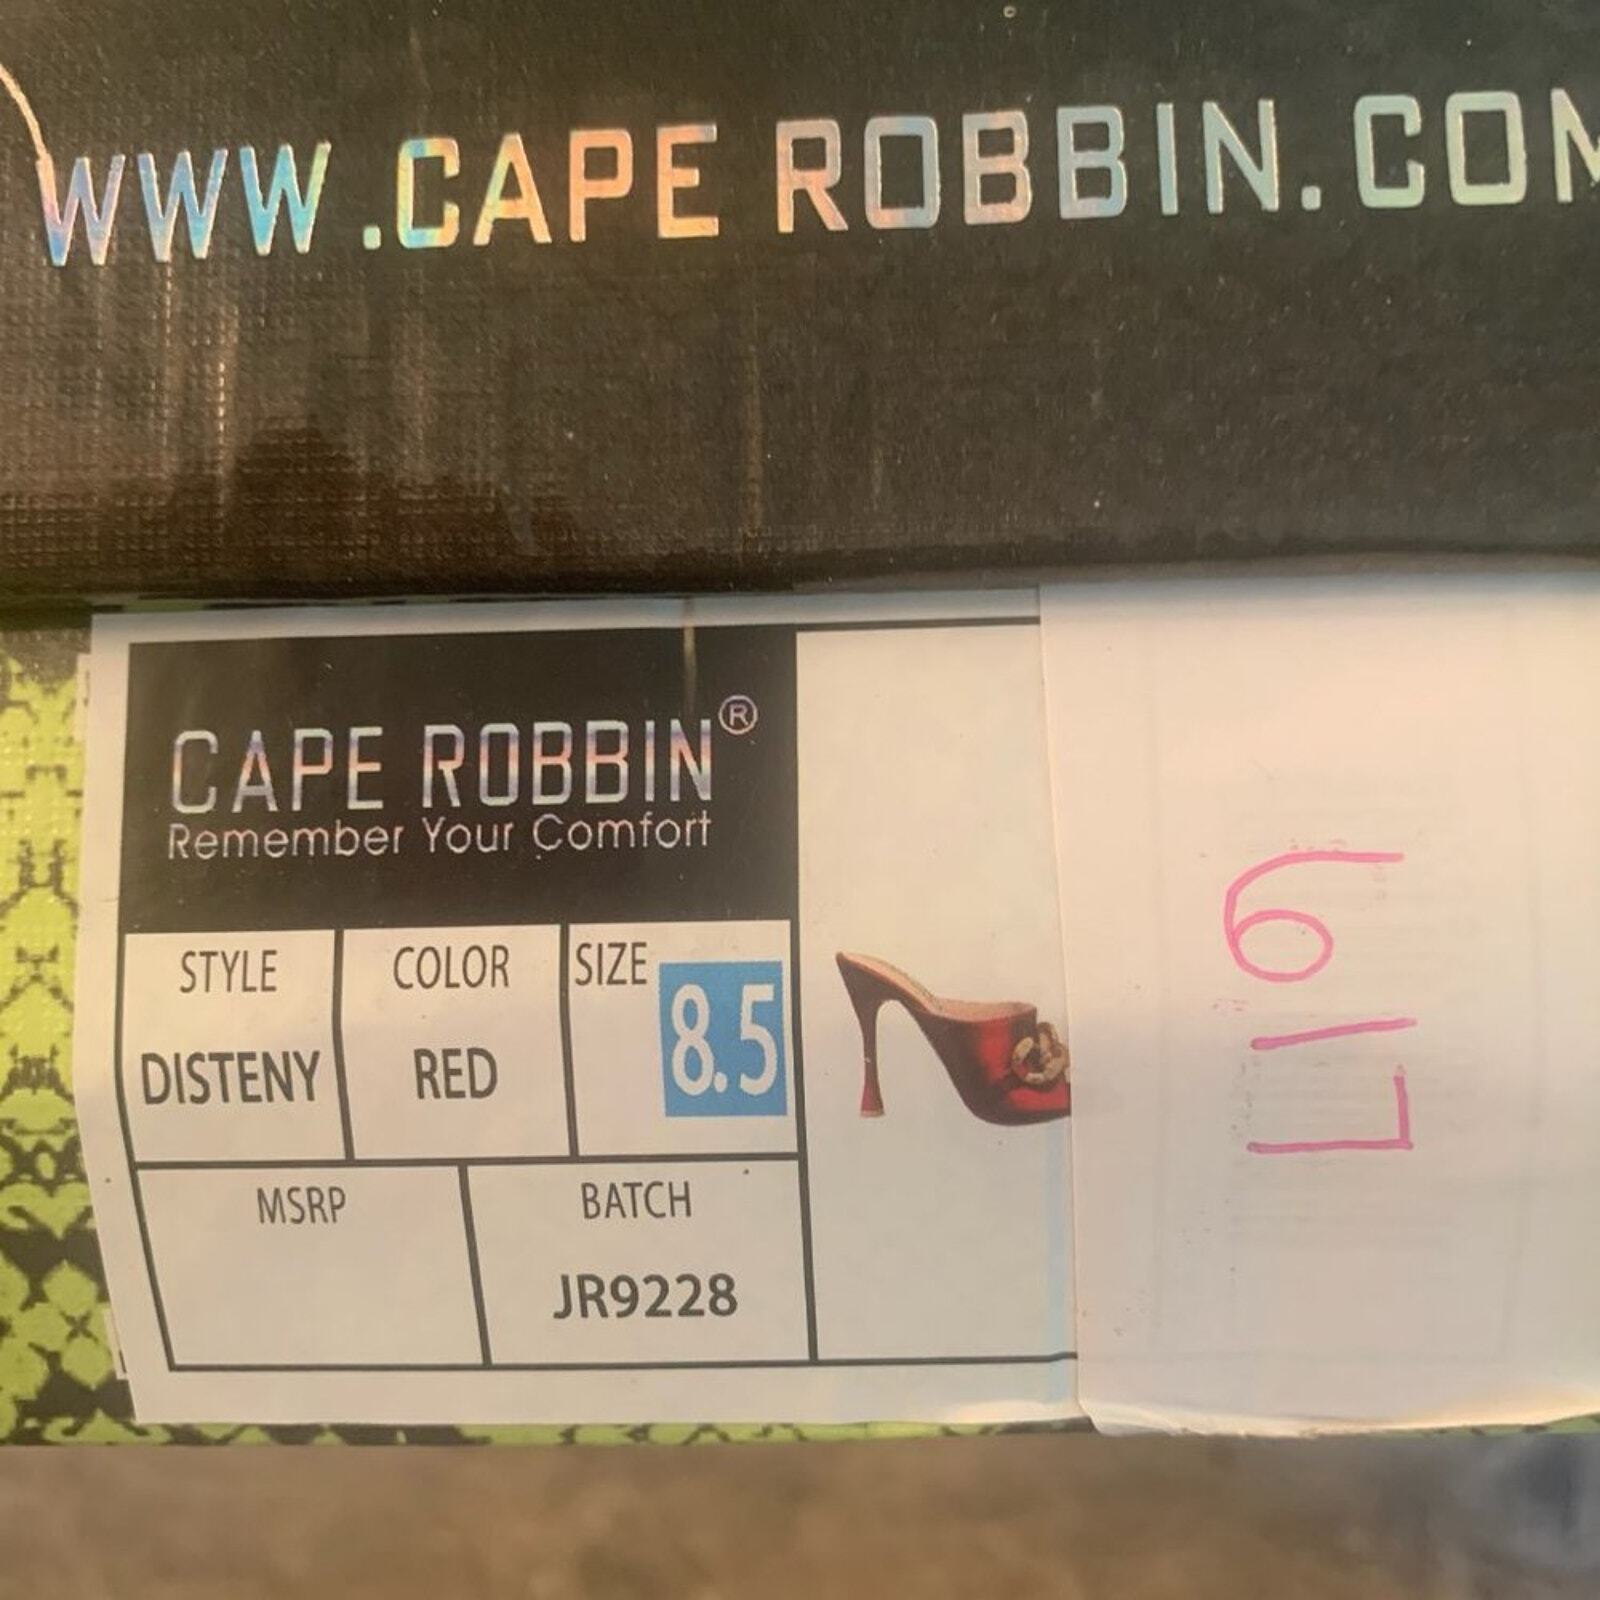 WWW.CAPE ROBBIN.COM
CAPE ROBBIN®
Remember Your Comfort
STYLE
COLOR
SIZE
DISTENY
RED
8.5
MSRP
BATCH
JR9228
617